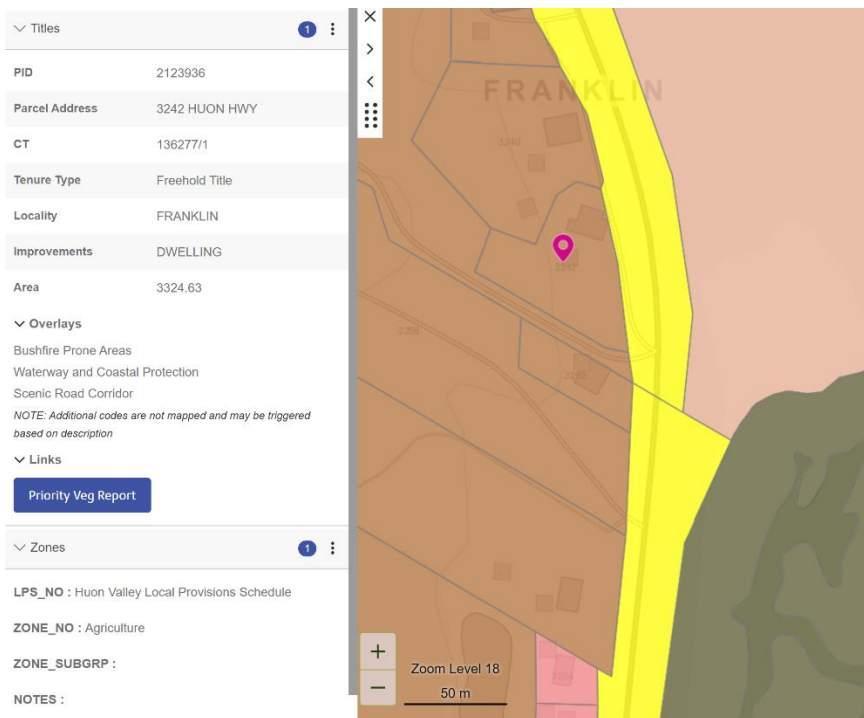 Titles 1
PID 2123936
Parcel Address 3242 HUON HWY
CT 136277/1
Tenure Type Freehold Title
Locality FRANKLIN
Improvements DWELLING
Area 3324.63
Overlays
Bushfire Prone Areas
Waterway and Coastal Protection
Scenic Road Corridor
NOTE: Additional codes are not mapped and may be triggered
based on description
Links
Priority Veg Report
Zones 1
LPS_NO : Huon Valley Local Provisions Schedule
ZONE_NO : Agriculture
ZONE_SUBGRP :
NOTES :
FRANKLIN
3240
3242
Zoom Level 18
50 m